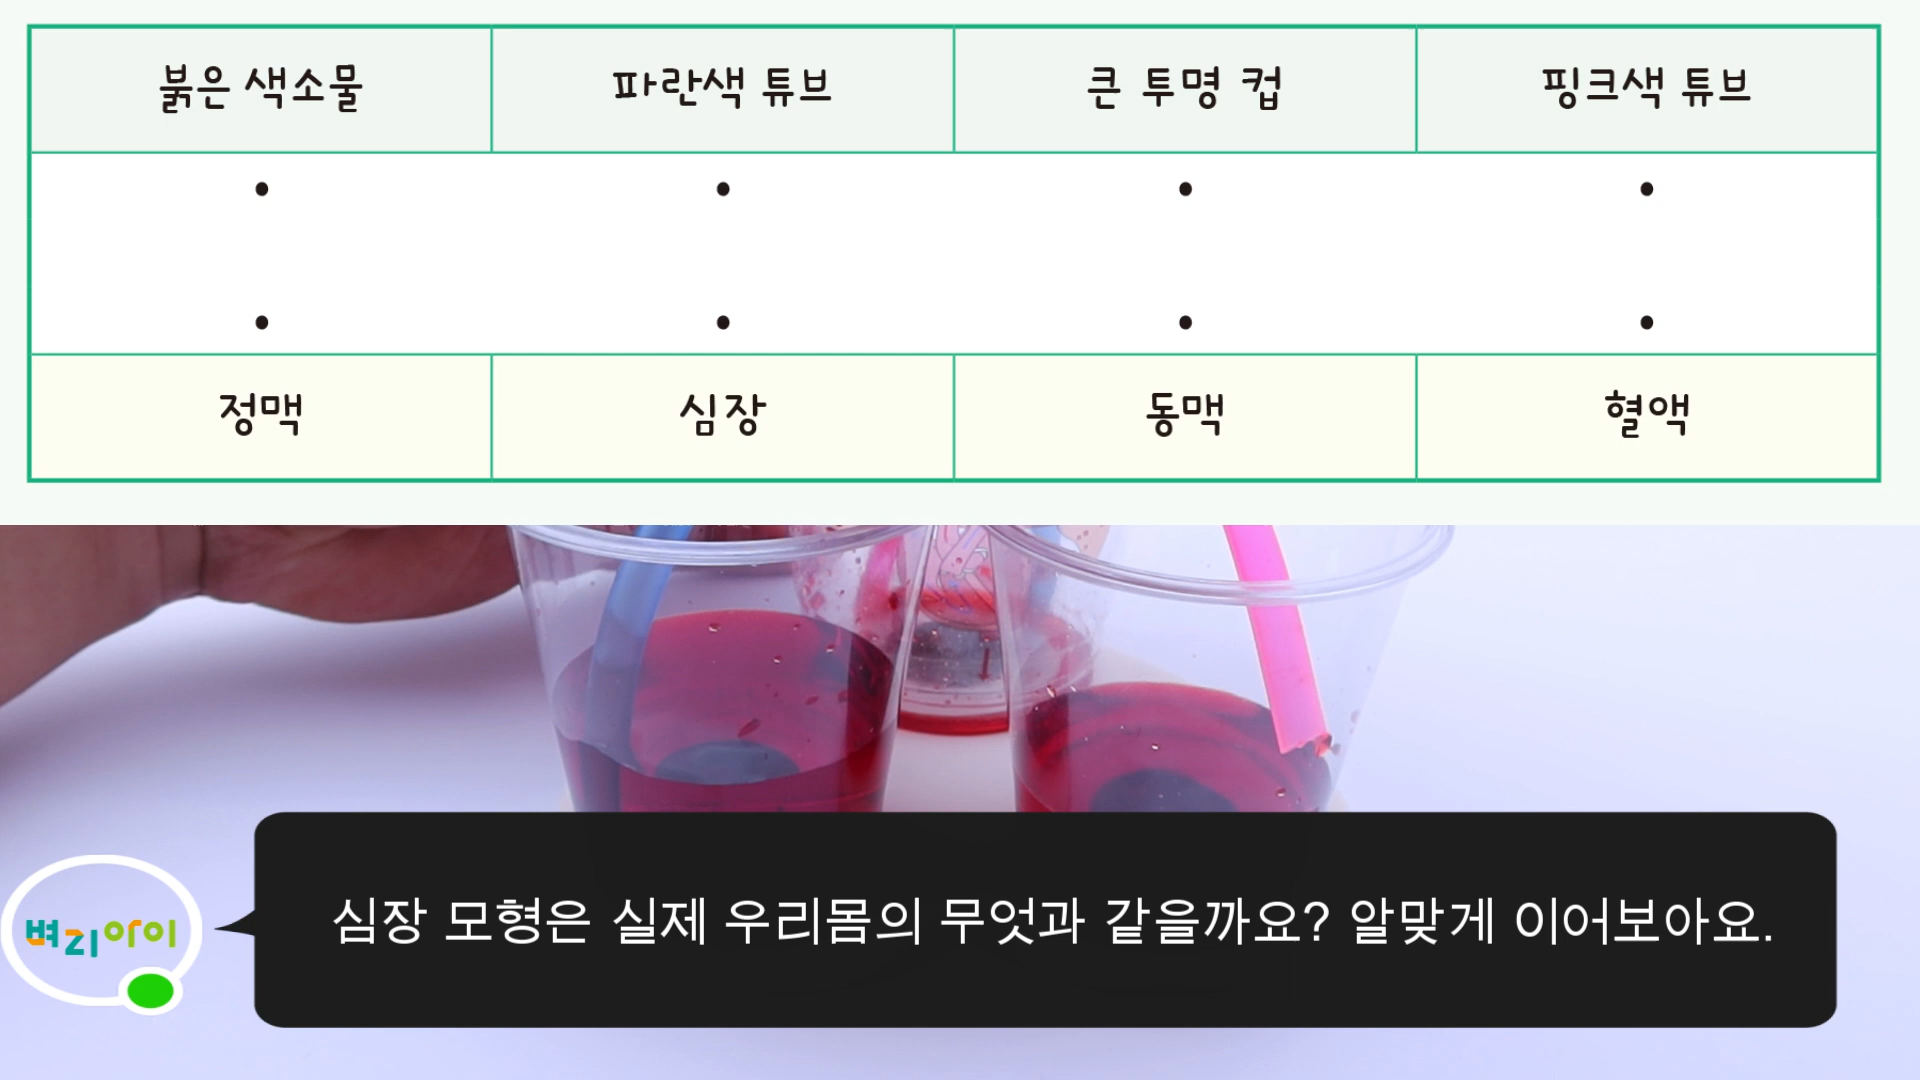 붉은 색소물
파란색 튜브
큰 투명 컵
핑크색 튜브
정맥
심장
동맥
혈액
벼리아이
심장 모형은 실제 우리몸의 무엇과 같을까요? 알맞게 이어보아요.